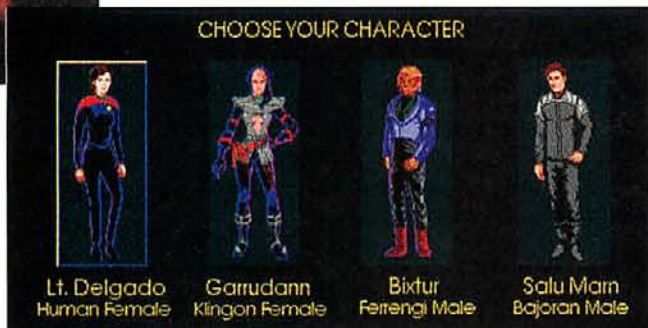 CHOOSE YOUR CHARACTER
Lt. Delgado
Human Female
Garrudann
Klingon Female
Bixtur
Ferrengi Male
Salu Marn
Bajoran Male